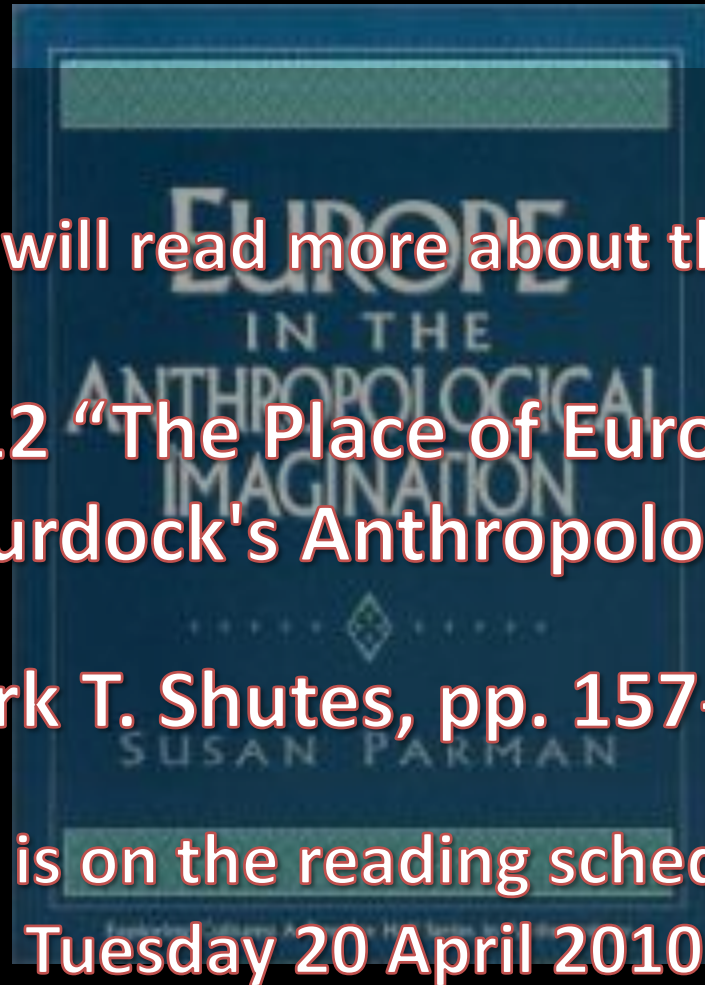 will read more about th
EUROPE
IN THE
ANTHROPOLOGICAL
12 “The Place of Euro
IMAGINATION
urdock's Anthropolo
rk T. Shutes, pp. 157-
SUSAN PARMAN
is on the reading sched
Tuesday 20 April 2010